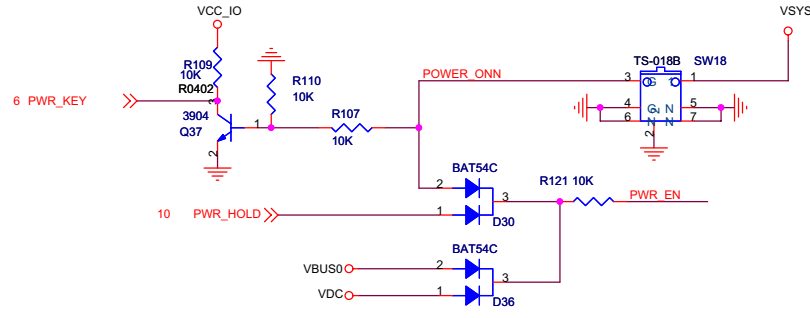 VCC_IO
VSYS
R109
10K
R0402
R110
10K
POWER_ONN
TS-018B SW18
3 1
6 PWR_KEY
3
3904
Q37
1
R107
10K
4 5
6 7
2
2
BAT54C
2
3
R121 10K
PWR_EN
10 PWR_HOLD
1
D30
BAT54C
VBUS0
2
3
VDC
1
D36